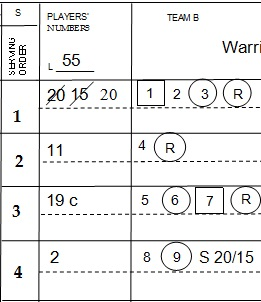 S PLAYERS' NUMBERS TEAM B
SERVING ORDER L 55 Warri
1 20 15 20 1 2 3 R
2 11 4 R
3 19 c 5 6 7 R
4 2 8 9 S 20/15